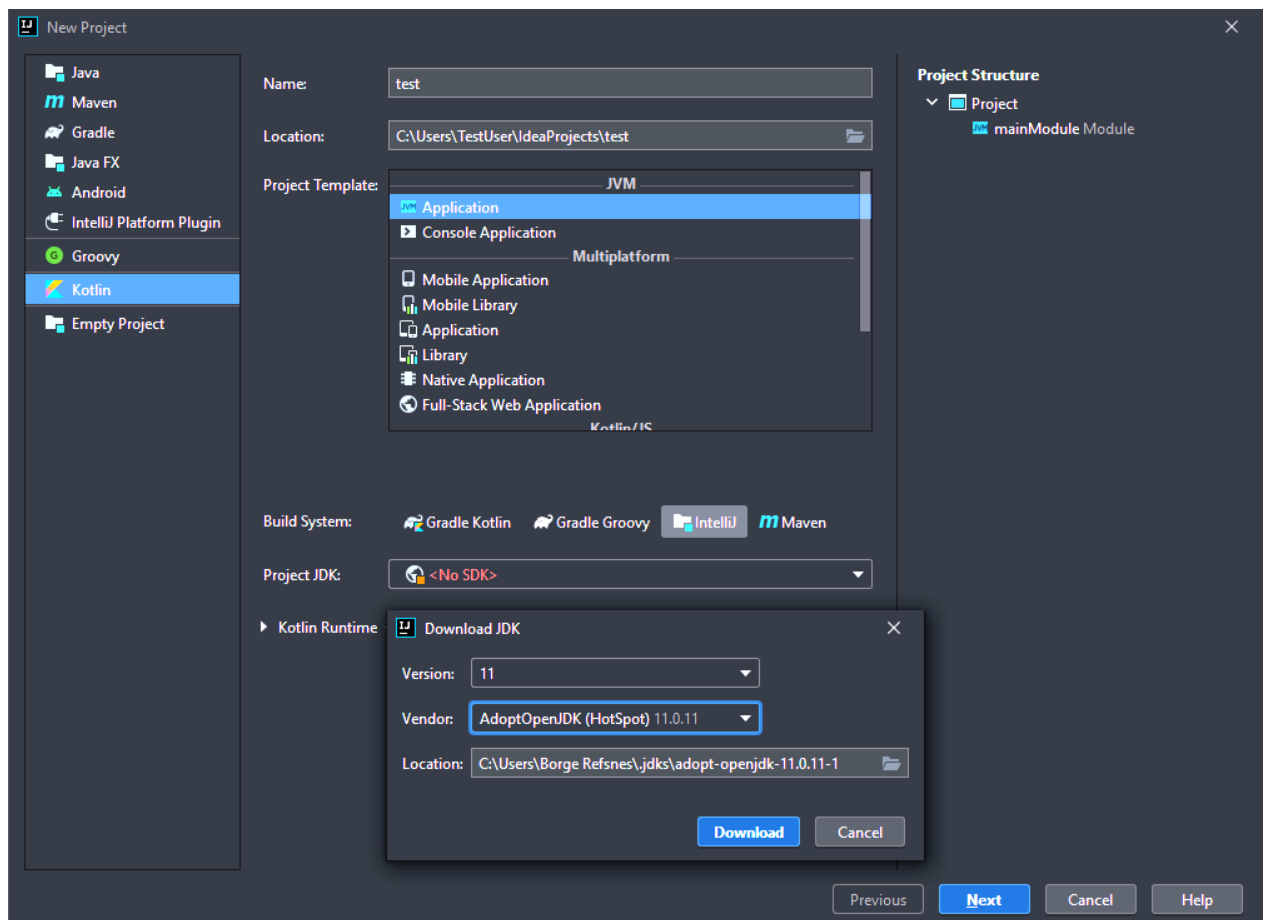 New Project
Java
Maven
Gradle
Java FX
Android
IntelliJ Platform Plugin
Groovy
Kotlin
Empty Project
Name: test
Location: C:\Users\TestUser\IdeaProjects\test
Project Template:
JVM
Application
Console Application
Multiplatform
Mobile Application
Mobile Library
Application
Library
Native Application
Full-Stack Web Application
Kotlin/JS
Build System: Gradle Kotlin Gradle Groovy IntelliJ Maven
Project JDK: <No SDK>
Kotlin Runtime
Download JDK
Version: 11
Vendor: AdoptOpenJDK (HotSpot) 11.0.11
Location: C:\Users\Borge Refsnes\.jdks\adopt-openjdk-11.0.11-1
Download Cancel
Project Structure
Project
mainModule Module
Previous Next Cancel Help